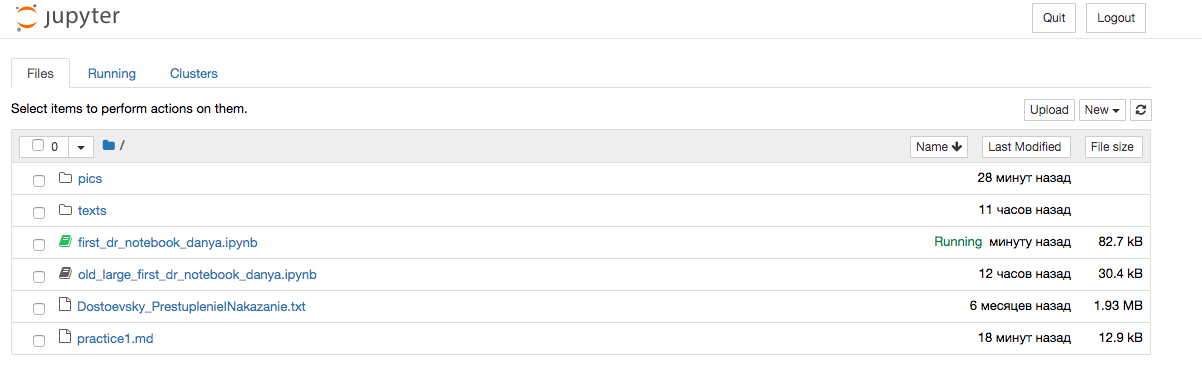 jupyter Quit Logout
Files Running Clusters
Select items to perform actions on them. Upload New
0 / Name Last Modified File size
pics 28 минут назад
texts 11 часов назад
first_dr_notebook_danya.ipynb Running минуту назад 82.7 kB
old_large_first_dr_notebook_danya.ipynb 12 часов назад 30.4 kB
Dostoevsky_PrestuplenieINakazanie.txt 6 месяцев назад 1.93 MB
practice1.md 18 минут назад 12.9 kB